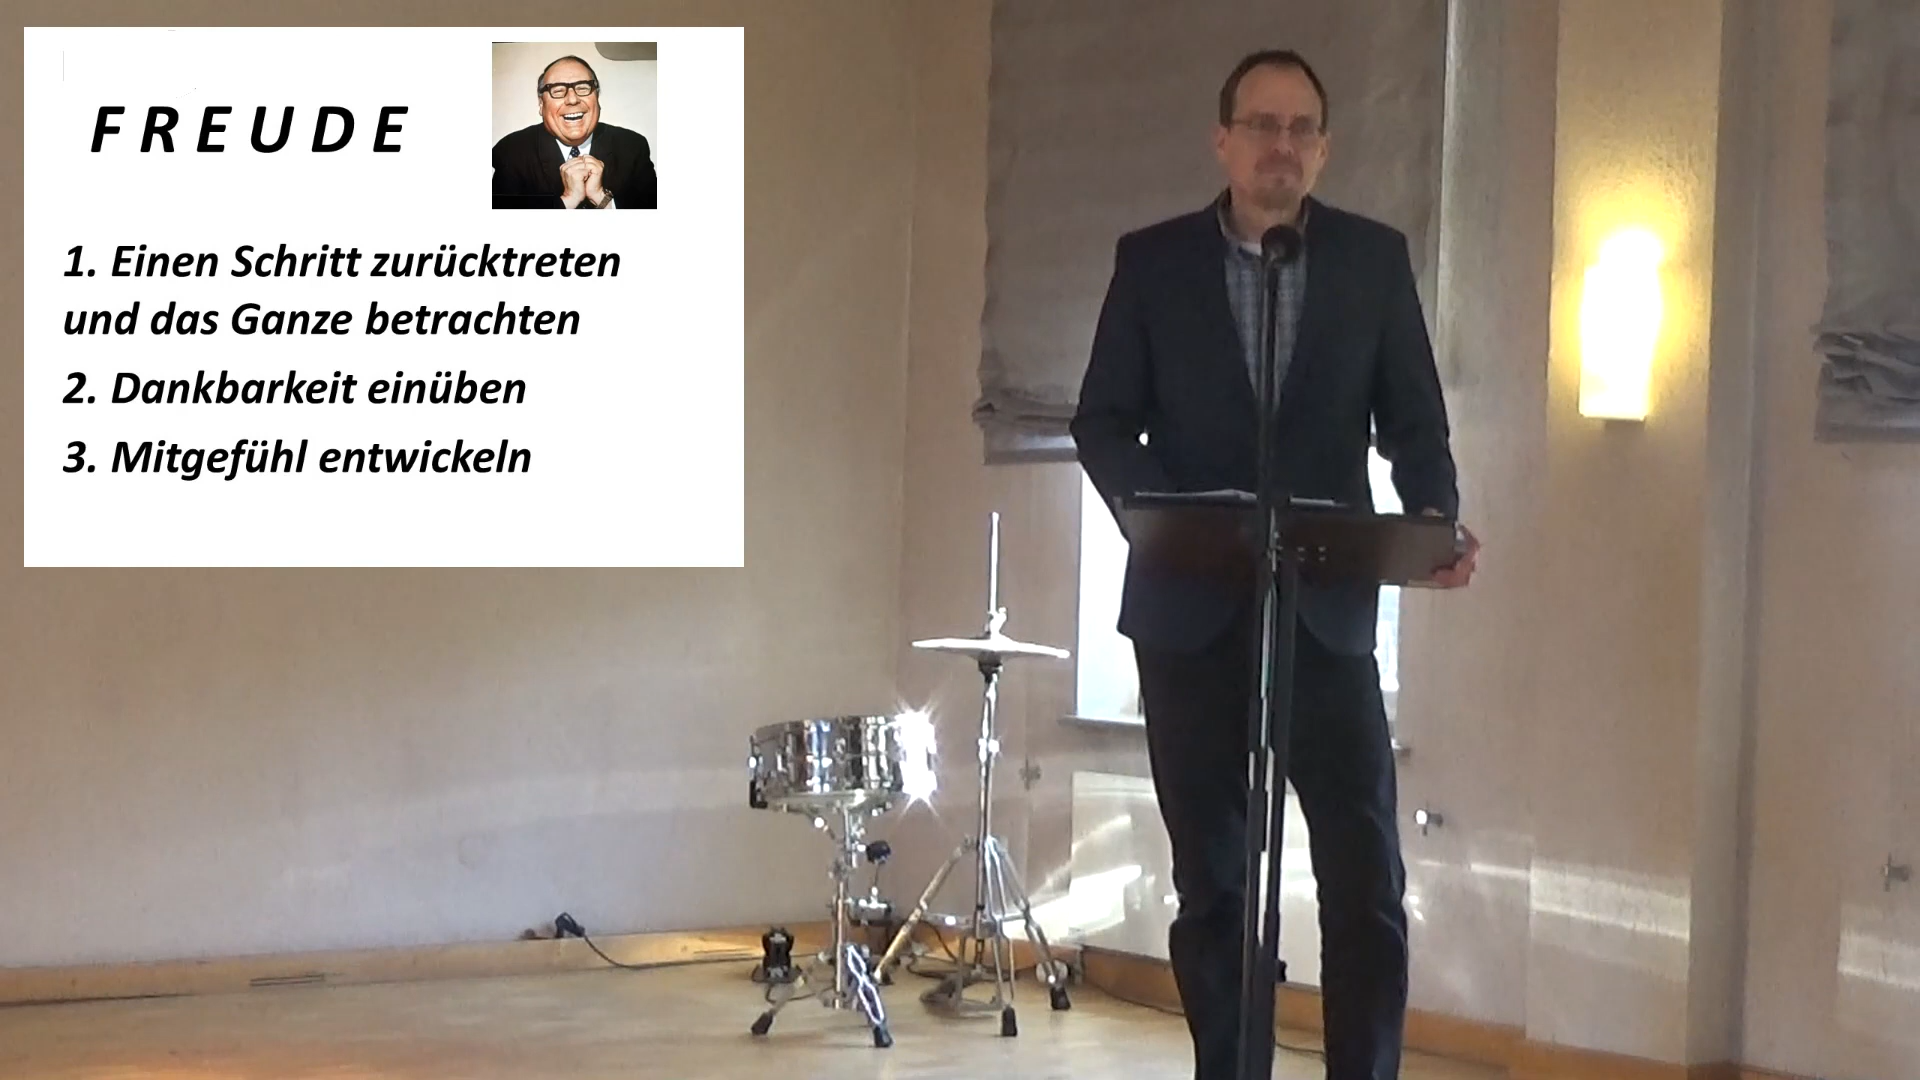 F R E U D E
1. Einen Schritt zurücktreten
und das Ganze betrachten
2. Dankbarkeit einüben
3. Mitgefühl entwickeln